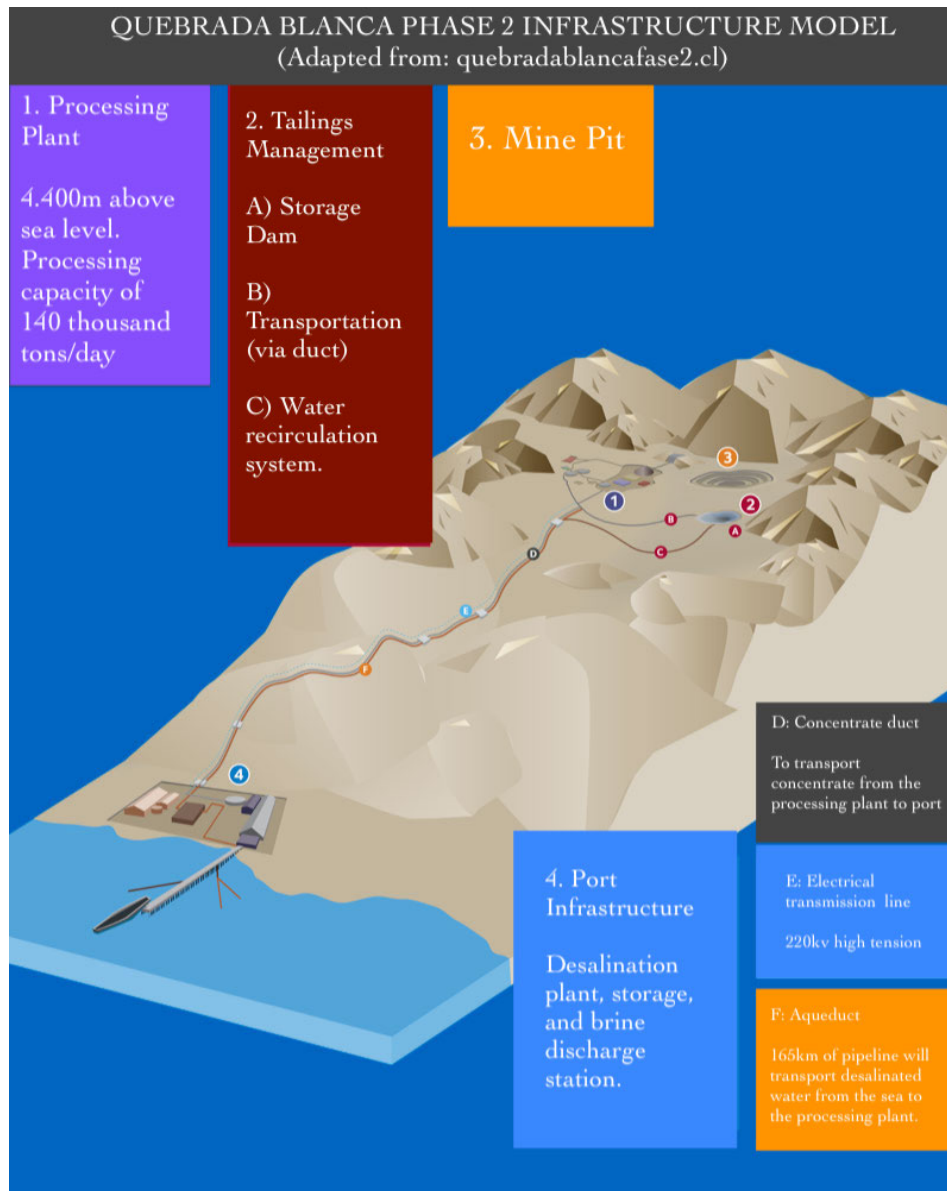 QUEBRADA BLANCA PHASE 2 INFRASTRUCTURE MODEL
(Adapted from: quebradablancafase2.cl)
1. Processing
Plant
4.400m above
sea level.
Processing
capacity of
140 thousand
tons/day
2. Tailings
Management
A) Storage
Dam
B)
Transportation
(via duct)
C) Water
recirculation
system.
3. Mine Pit
3
1
2
B
A
C
D
E
F
4
D: Concentrate duct
To transport
concentrate from the
processing plant to port
4. Port
Infrastructure
Desalination
plant, storage,
and brine
discharge
station.
E: Electrical
transmission line
220kv high tension
F: Aqueduct
165km of pipeline will
transport desalinated
water from the sea to
the processing plant.